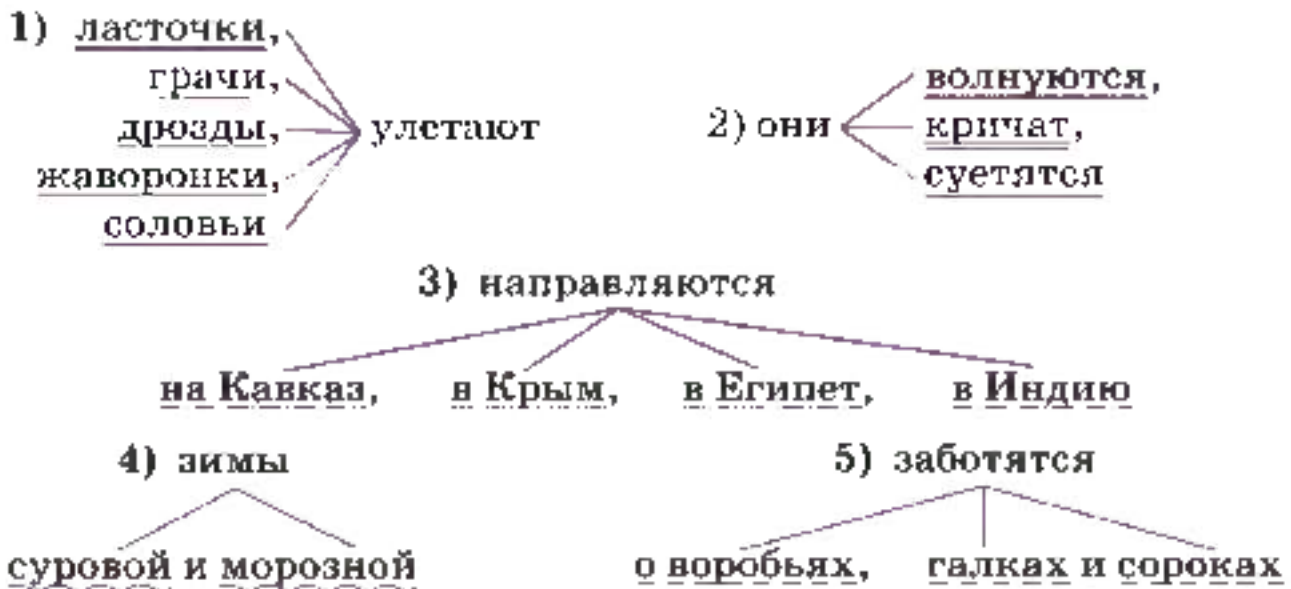 1) ласточки,
грачи,
дрозды,
жаворонки,
соловьи
улетают
2) они
волнуются,
кричат,
суетятся
3) направляются
на Кавказ, в Крым, в Египет, в Индию
4) зимы
суровой и морозной
5) заботятся
о воробьях, галках и сороках